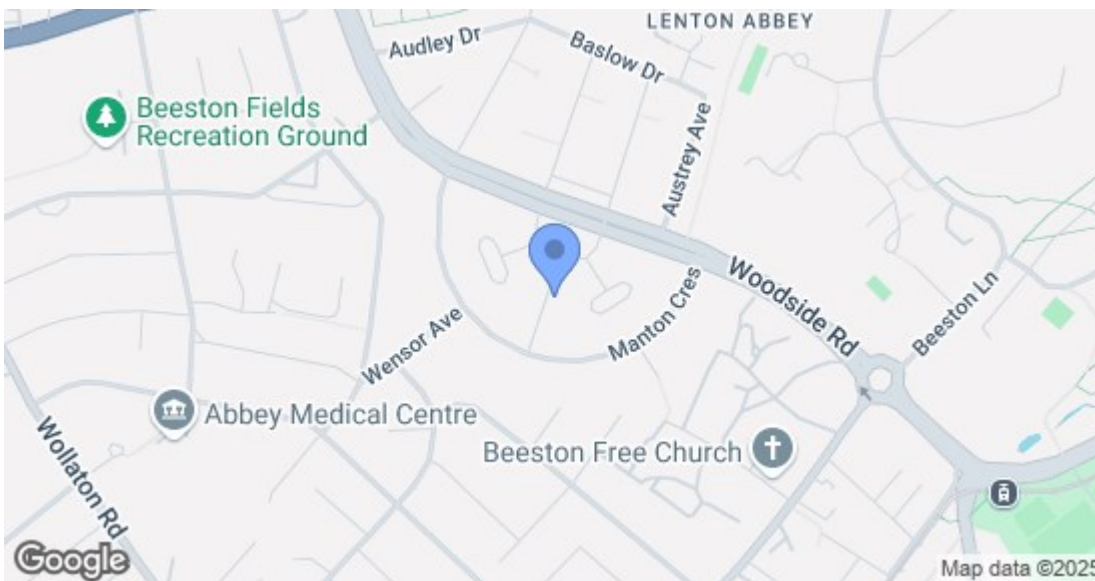 LENTON ABBEY
Audley Dr
Baslow Dr
Beeston Fields
Recreation Ground
Austrey Ave
Woodside Rd
Beeston Ln
Manton Cres
Wensor Ave
Abbey Medical Centre
Wollaton Rd
Beeston Free Church
Google
Map data ©2025